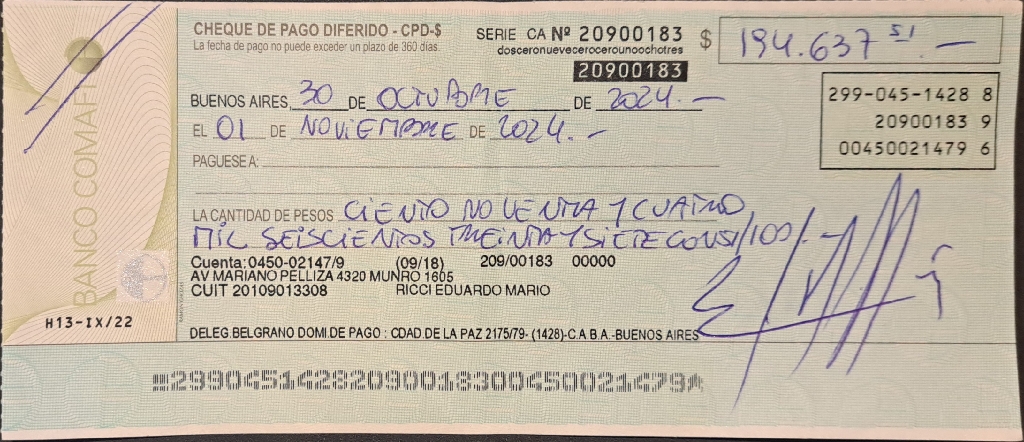 CHEQUE DE PAGO DIFERIDO - CPD-$
La fecha de pago no puede exceder un plazo de 360 días.
SERIE CA Nº 20900183
dosceronuevecerocerounoochotres
20900183
$ 194.637 51 —
BUENOS AIRES, 30 DE OCTUBRE DE 2024.-
EL 01 DE NOVIEMBRE DE 2024.-
299-045-1428 8
20900183 9
00450021479 6
PAGUESE A:
LA CANTIDAD DE PESOS CIENTO NOVENTA Y CUATRO
MIL SEISCIENTOS TREINTA Y SIETE CON 51/100/.-
Cuenta:0450-02147/9 (09/18) 209/00183 00000
AV MARIANO PELLIZA 4320 MUNRO 1605
CUIT 20109013308 RICCI EDUARDO MARIO
DELEG.BELGRANO DOMI.DE PAGO : CDAD.DE LA PAZ 2175/79- (1428)-C.A.B.A.-BUENOS AIRES
BANCO COMAFI
H13-IX/22
29904514282090018300450021479